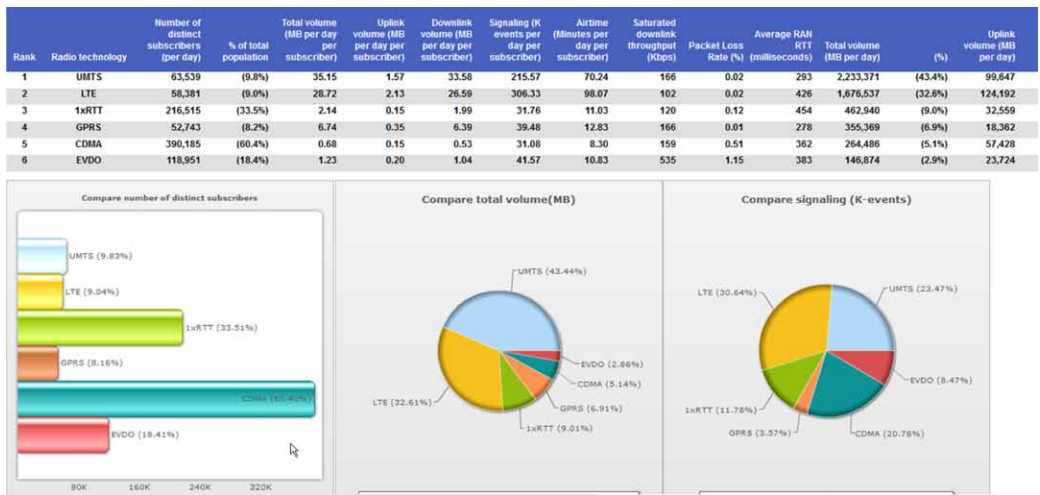 Rank Radio technology Number of distinct subscribers (per day) % of total population Total volume (MB per day per subscriber) Uplink volume (MB per day per subscriber) Downlink volume (MB per day per subscriber) Signaling (K events per day per subscriber) Airtime (Minutes per day per subscriber) Saturated downlink throughput (Kbps) Packet Loss Rate (%) Average RAN RTT (milliseconds) Total volume (MB per day) (%) Uplink volume (MB per day)
1 UMTS 63,539 (9.8%) 35.15 1.57 33.58 215.57 70.24 166 0.02 293 2,233,371 (43.4%) 99,647
2 LTE 58,381 (9.0%) 28.72 2.13 26.59 306.33 98.07 102 0.02 426 1,676,537 (32.6%) 124,192
3 1xRTT 216,515 (33.5%) 2.14 0.15 1.99 31.76 11.03 120 0.12 454 462,940 (9.0%) 32,559
4 GPRS 52,743 (8.2%) 6.74 0.35 6.39 39.48 12.83 166 0.01 278 355,369 (6.9%) 18,362
5 CDMA 390,185 (60.4%) 0.68 0.15 0.53 31.08 8.30 159 0.51 362 264,486 (5.1%) 57,428
6 EVDO 118,951 (18.4%) 1.23 0.20 1.04 41.57 10.83 535 1.15 383 146,874 (2.9%) 23,724
Compare number of distinct subscribers
UMTS (9.83%)
LTE (9.04%)
1xRTT (33.51%)
GPRS (8.16%)
CDMA (60.40%)
EVDO (18.41%)
80K 160K 240K 320K
Compare total volume(MB)
UMTS (43.44%)
EVDO (2.86%)
CDMA (5.14%)
LTE (32.61%)
GPRS (6.91%)
1xRTT (9.01%)
Compare signaling (K-events)
LTE (30.64%)
UMTS (23.47%)
EVDO (8.47%)
1xRTT (11.78%)
GPRS (3.57%)
CDMA (20.78%)